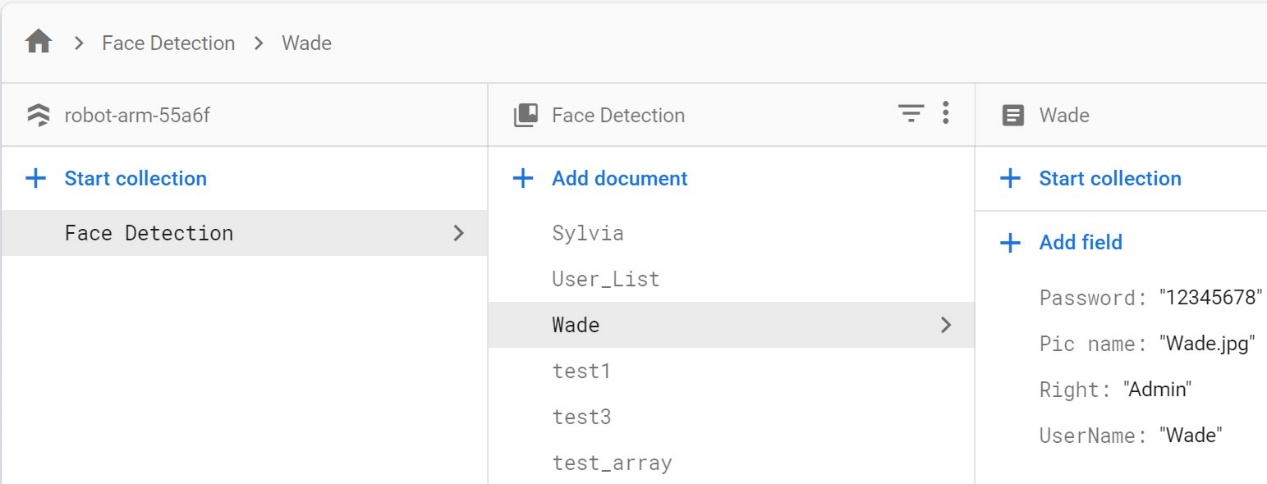 Face Detection > Wade
robot-arm-55a6f
Start collection
Face Detection
Face Detection
Add document
Sylvia
User_List
Wade
test1
test3
test_array
Wade
Start collection
Add field
Password: "12345678"
Pic name: "Wade.jpg"
Right: "Admin"
UserName: "Wade"